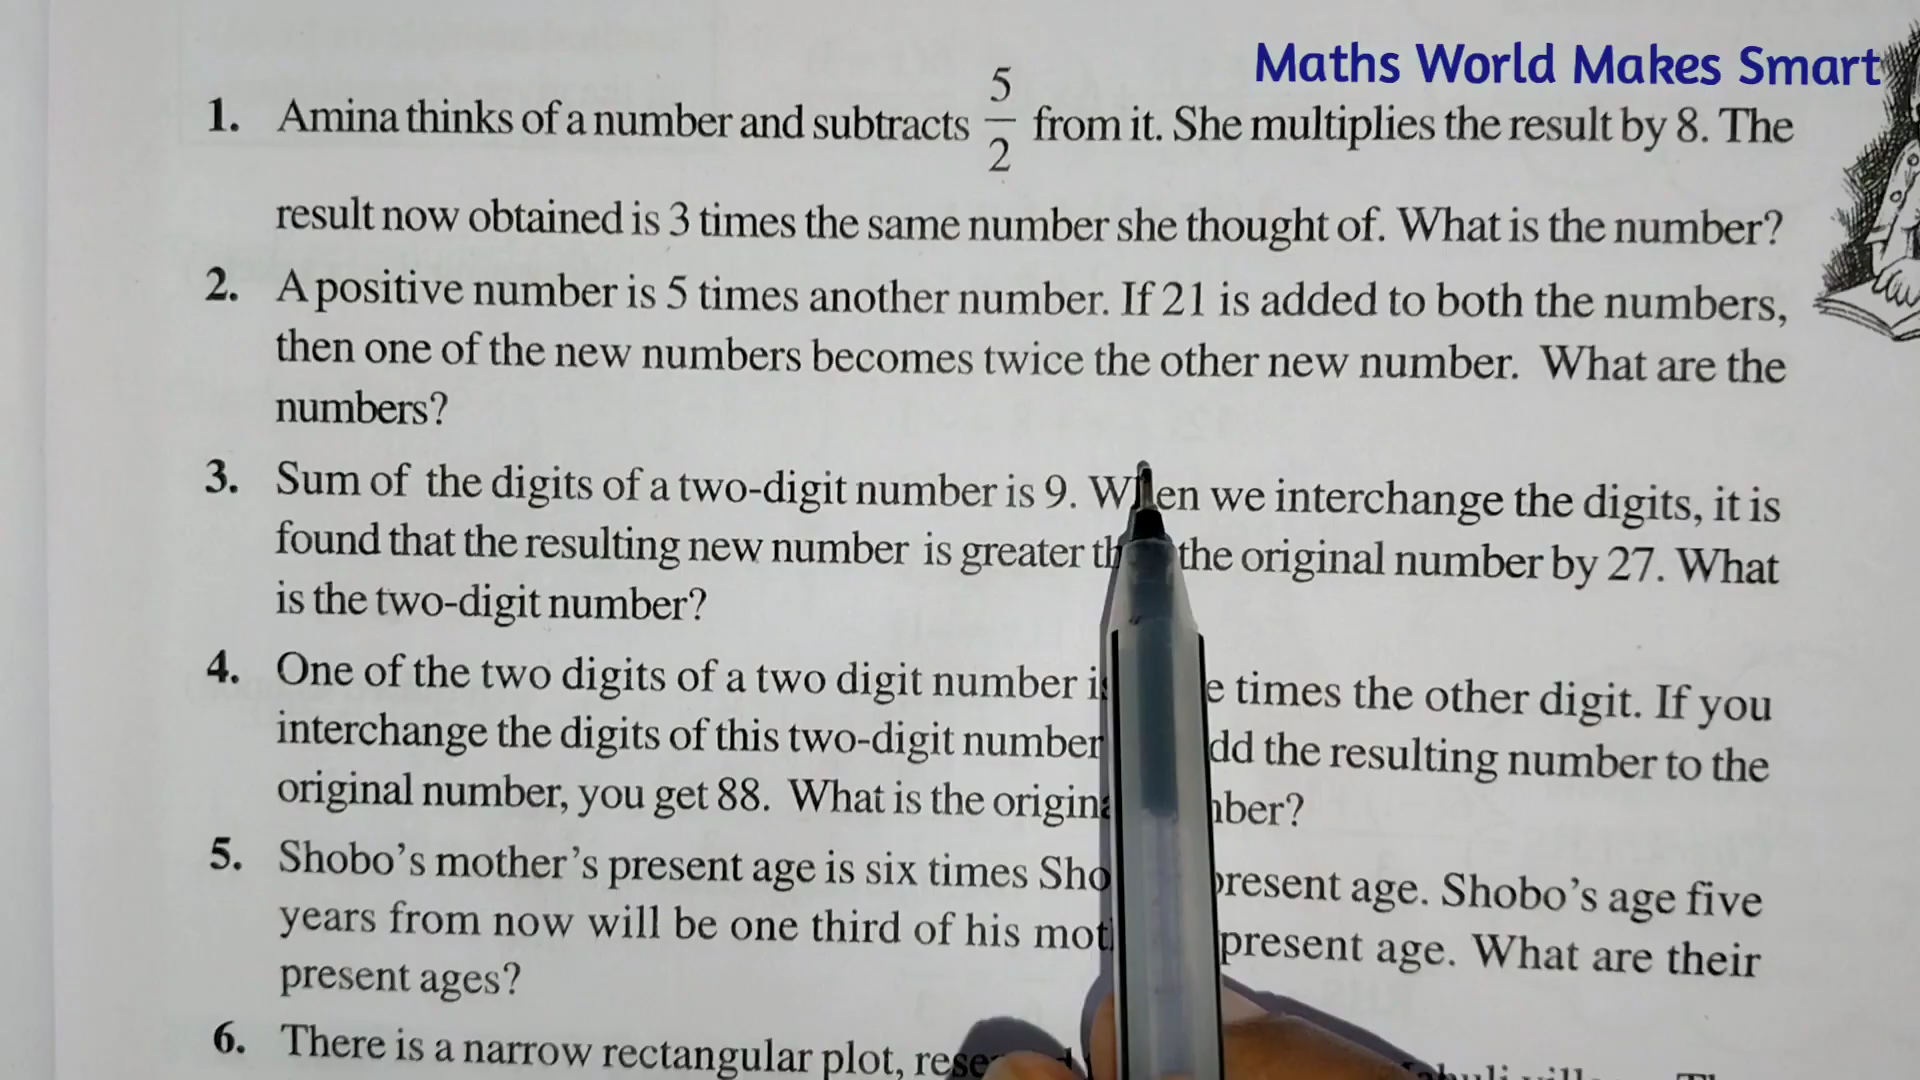 Maths World Makes Smart
1. Amina thinks of a number and subtracts 5/2 from it. She multiplies the result by 8. The
result now obtained is 3 times the same number she thought of. What is the number?
2. A positive number is 5 times another number. If 21 is added to both the numbers,
then one of the new numbers becomes twice the other new number. What are the
numbers?
3. Sum of the digits of a two-digit number is 9. When we interchange the digits, it is
found that the resulting new number is greater the original number by 27. What
is the two-digit number?
4. One of the two digits of a two digit number times the other digit. If you
interchange the digits of this two-digit number the resulting number to the
original number, you get 88. What is the
5. Shobo's mother's present age is six times present age. Shobo's age five
years from now will be one third of his present age. What are their
present ages?
6. There is a narrow rectangular plot,